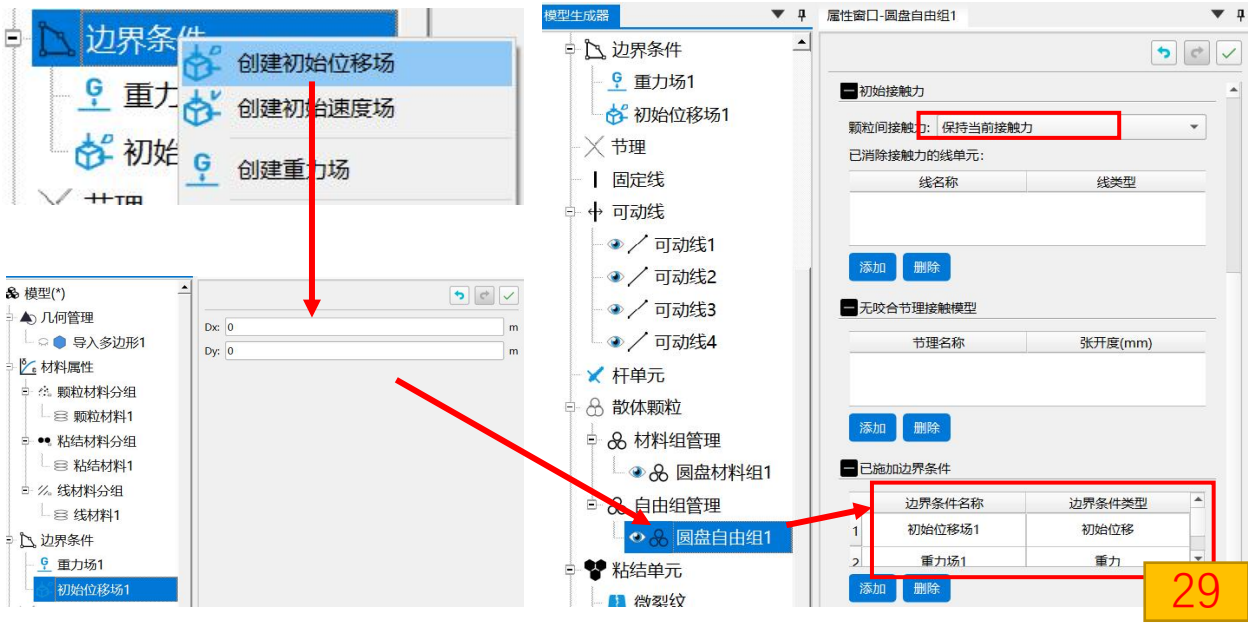 边界条件
重力
初始
节理
创建初始位移场
创建初始速度场
创建重力场
模型(*)
几何管理
导入多边形1
材料属性
颗粒材料分组
颗粒材料1
粘结材料分组
粘结材料1
线材料分组
线材料1
边界条件
重力场1
初始位移场1
Dx: 0 m
Dy: 0 m
模型生成器
边界条件
重力场1
初始位移场1
节理
固定线
可动线
可动线1
可动线2
可动线3
可动线4
杆单元
散体颗粒
材料组管理
圆盘材料组1
自由组管理
圆盘自由组1
粘结单元
微裂纹
属性窗口-圆盘自由组1
初始接触力
颗粒间接触力: 保持当前接触力
已消除接触力的线单元:
线名称 线类型
添加 删除
无咬合节理接触模型
节理名称 张开度(mm)
添加 删除
已施加边界条件
边界条件名称 边界条件类型
1 初始位移场1 初始位移
2 重力场1 重力
添加 删除
29